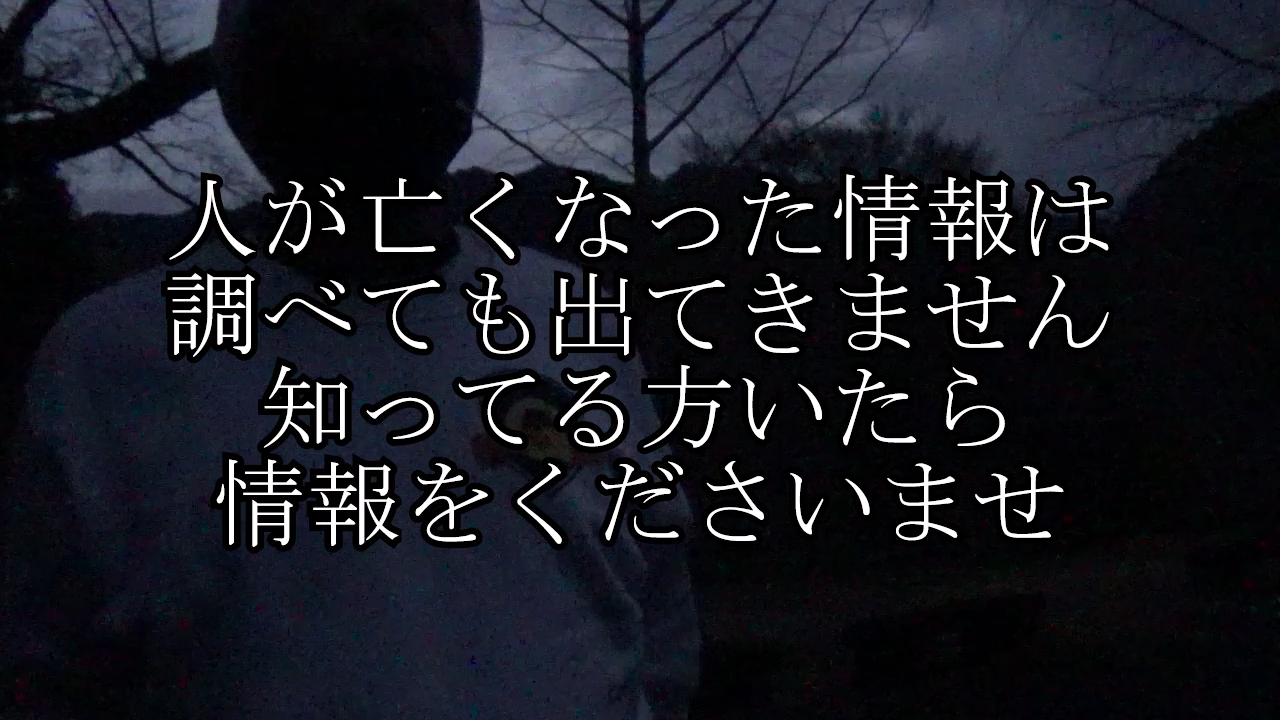 人が亡くなった情報は
調べても出てきません
知ってる方いたら
情報をくださいませ